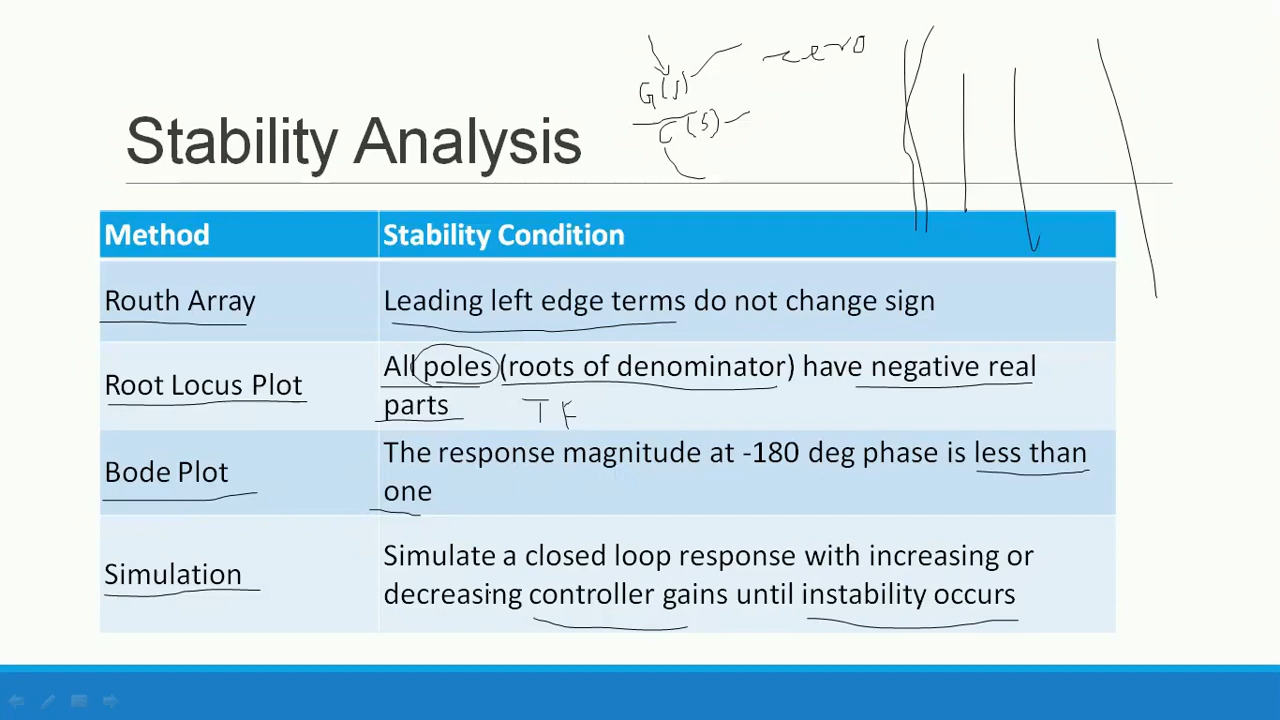 G(s)
zero
C(s)
Stability Analysis
Method
Stability Condition
Routh Array
Leading left edge terms do not change sign
Root Locus Plot
All poles (roots of denominator) have negative real
parts
TF
Bode Plot
The response magnitude at -180 deg phase is less than
one
Simulation
Simulate a closed loop response with increasing or
decreasing controller gains until instability occurs